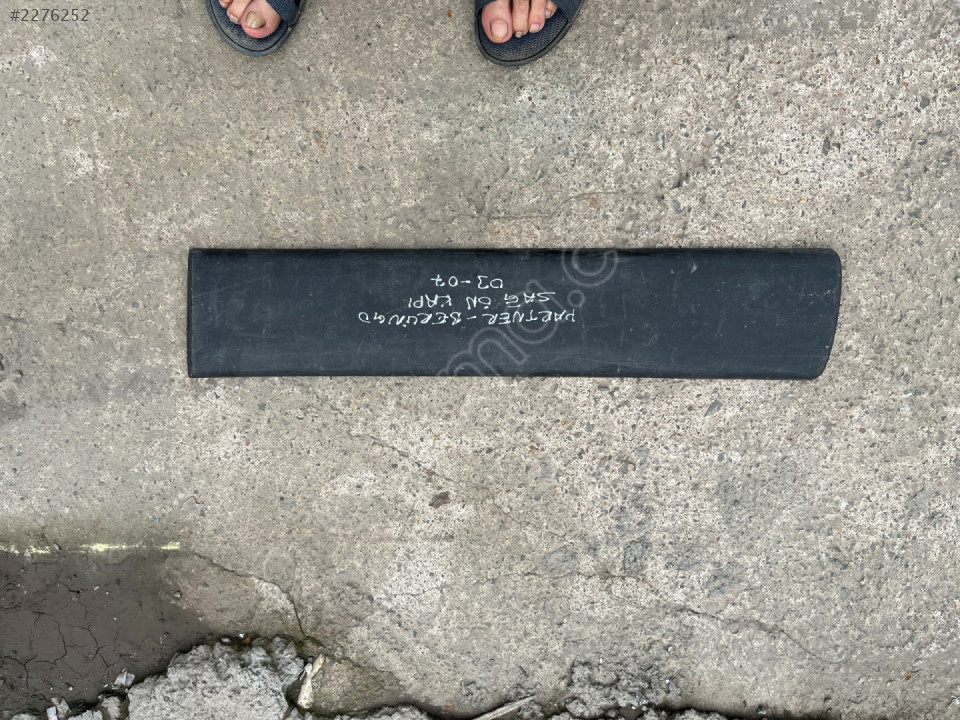 #2276252
PARTNER - BERLİNGO
SAĞ ÖN KAPI
03-07